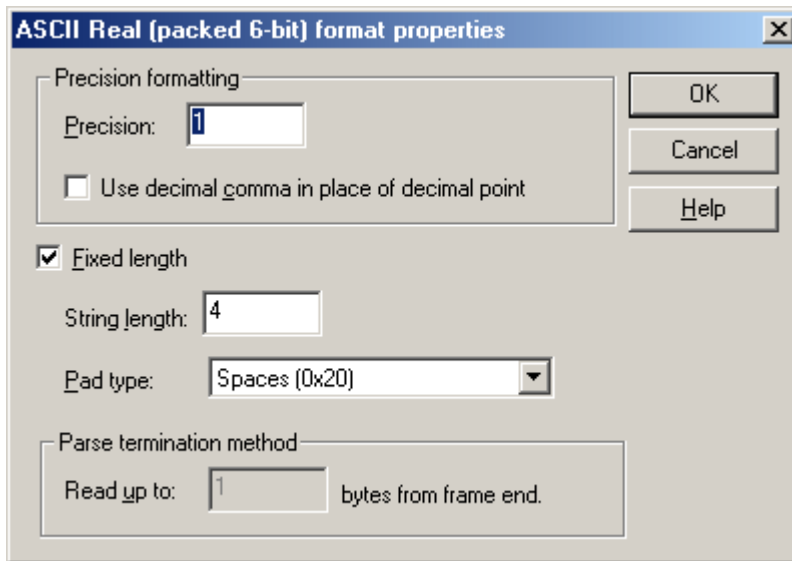 ASCII Real (packed 6-bit) format properties
Precision formatting
Precision: 1
Use decimal comma in place of decimal point
OK
Cancel
Help
Fixed length
String length: 4
Pad type: Spaces (0x20)
Parse termination method
Read up to: 1 bytes from frame end.